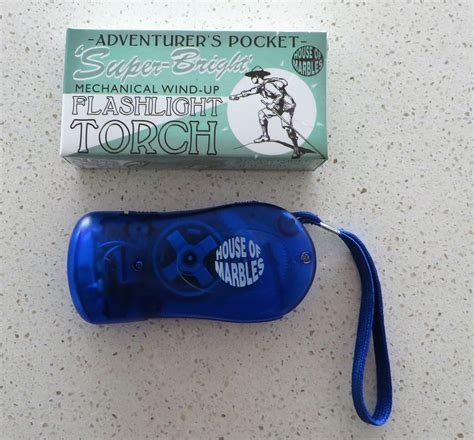 -ADVENTURER'S POCKET-
'Super-Bright'
MECHANICAL WIND-UP
FLASHLIGHT
TORCH
HOUSE OF
MARBLES
HOUSE OF
MARBLES